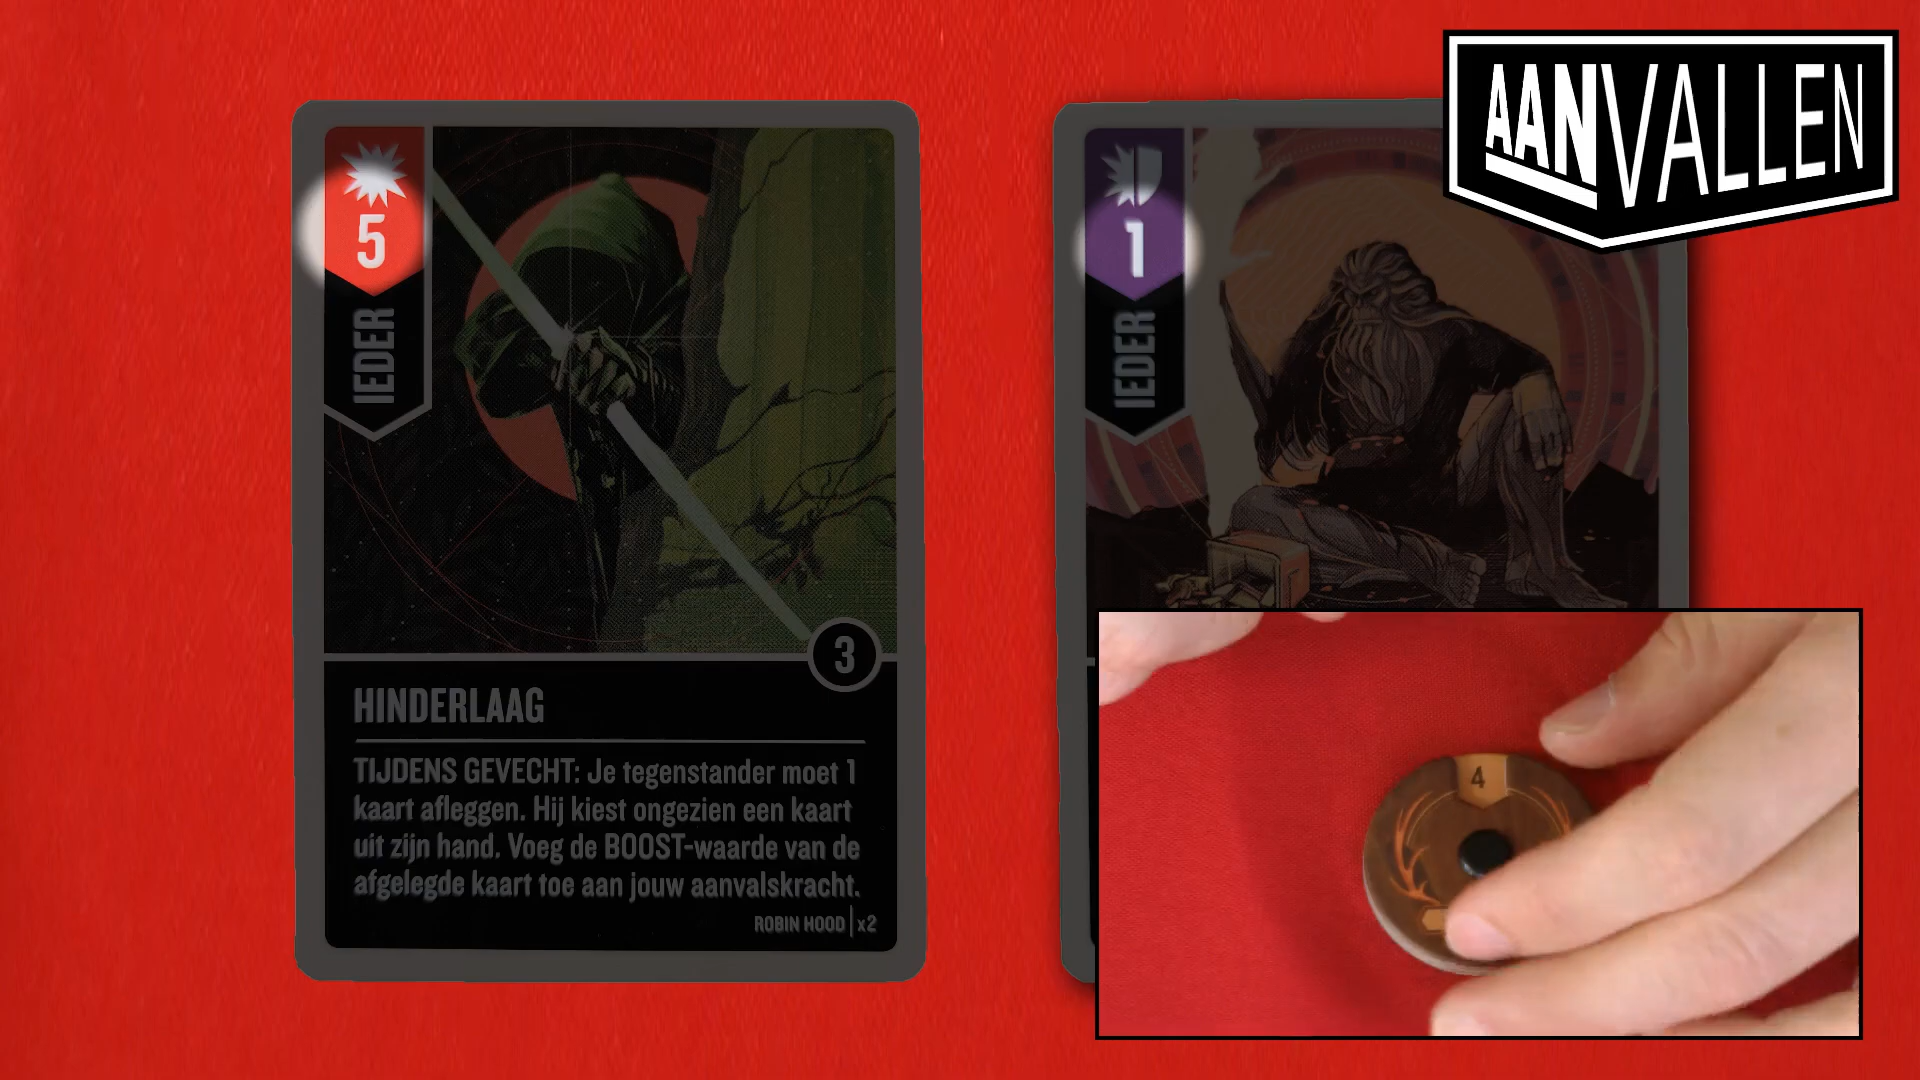 AANVALLEN
5
IEDER
3
HINDERLAAG
TIJDENS GEVECHT: Je tegenstander moet 1
kaart afleggen. Hij kiest ongezien een kaart
uit zijn hand. Voeg de BOOST-waarde van de
afgelegde kaart toe aan jouw aanvalskracht.
ROBIN HOOD | x2
1
IEDER
4